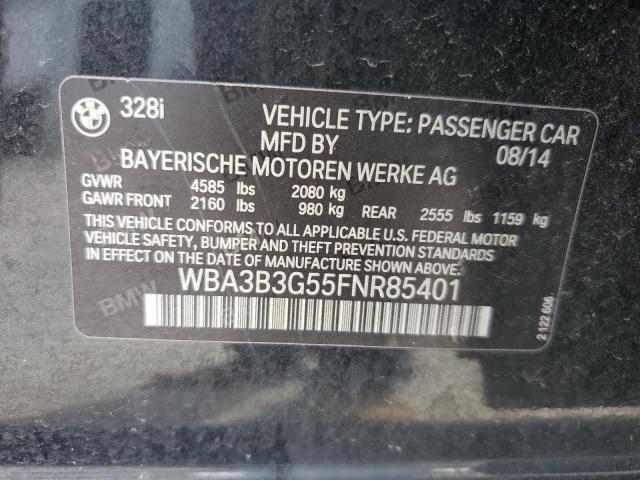 328i
VEHICLE TYPE: PASSENGER CAR
MFD BY 08/14
BAYERISCHE MOTOREN WERKE AG
GVWR 4585 lbs 2080 kg
GAWR FRONT 2160 lbs 980 kg REAR 2555 lbs 1159 kg
THIS VEHICLE CONFORMS TO ALL APPLICABLE U.S. FEDERAL MOTOR
VEHICLE SAFETY, BUMPER AND THEFT PREVENTION STANDARDS
IN EFFECT ON THE DATE OF MANUFACTURE SHOWN ABOVE.
WBA3B3G55FNR85401
2 122 606
BMW